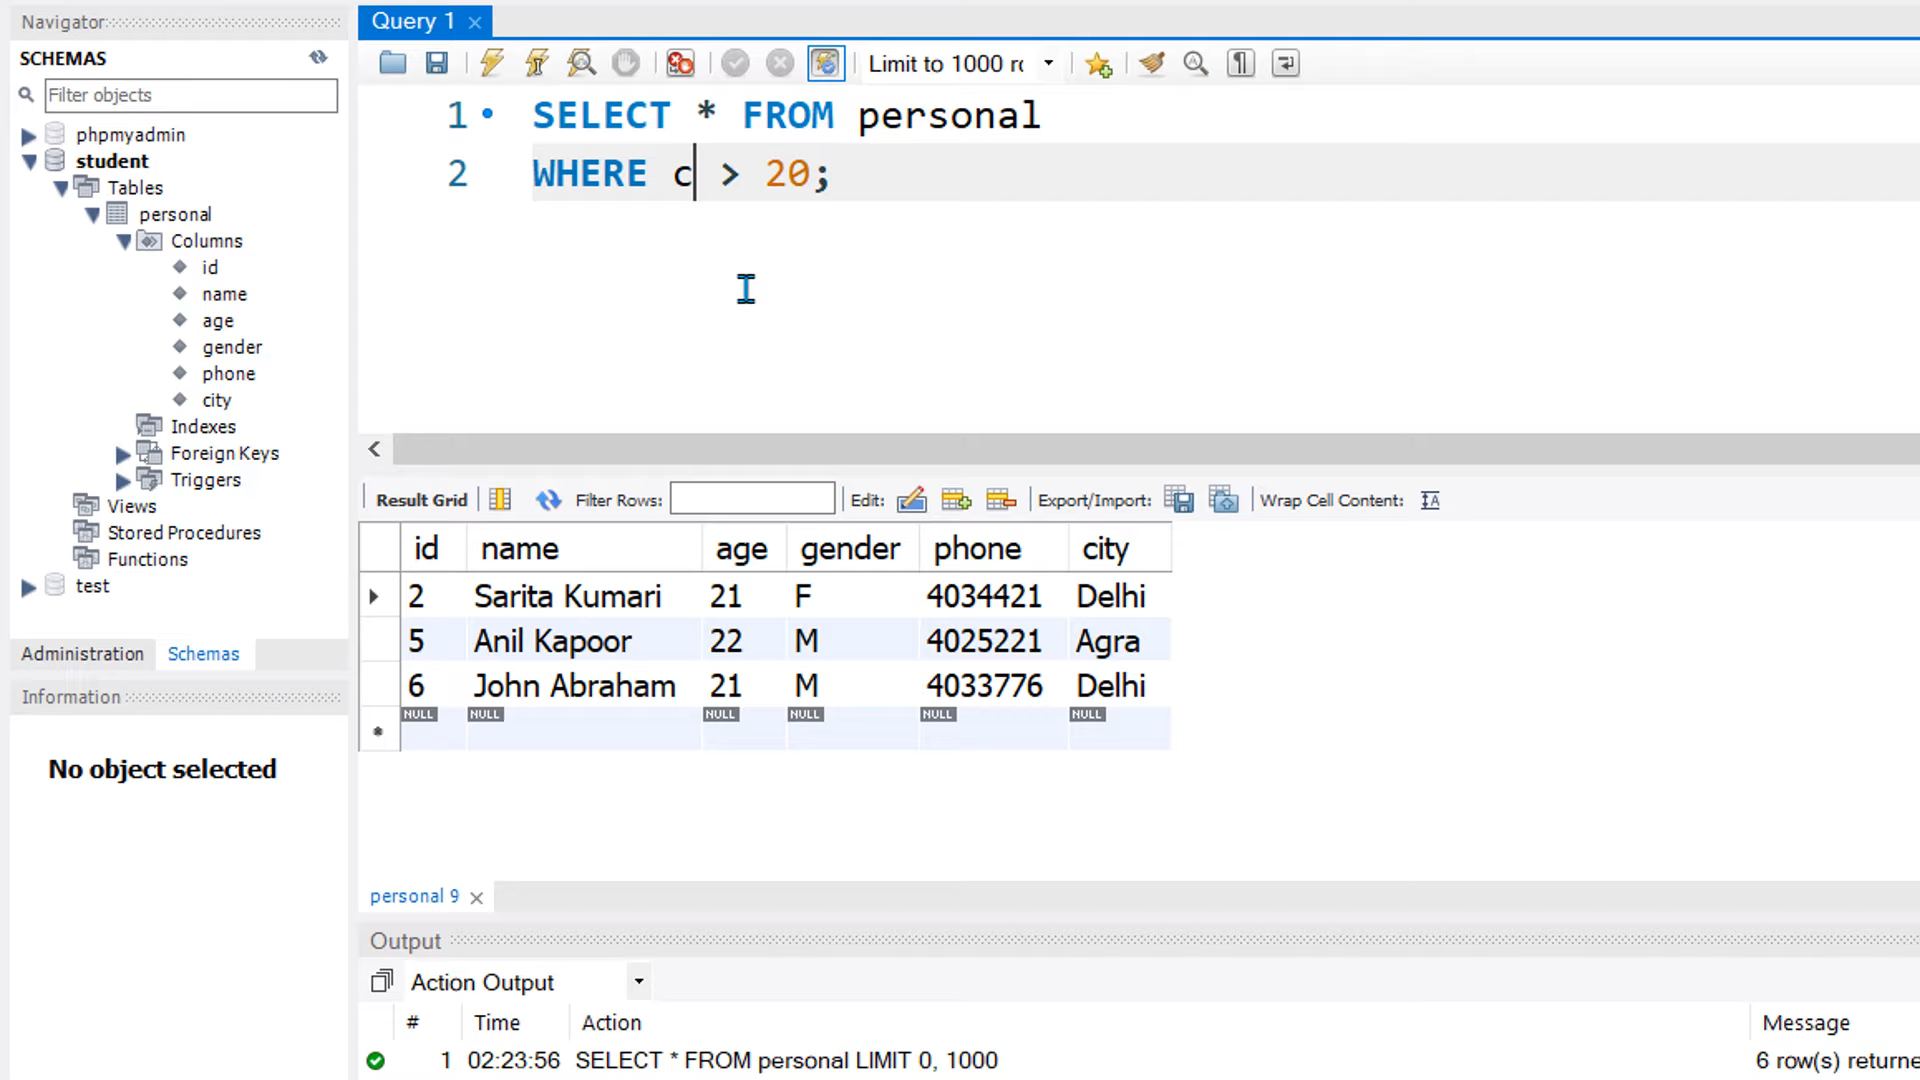 Navigator
SCHEMAS
Filter objects
phpmyadmin
student
Tables
personal
Columns
id
name
age
gender
phone
city
Indexes
Foreign Keys
Triggers
Views
Stored Procedures
Functions
test
Administration Schemas
Information
No object selected
Query 1
Limit to 1000 rc
1 SELECT * FROM personal
2 WHERE c > 20;
Result Grid Filter Rows: Edit: Export/Import: Wrap Cell Content:
id name age gender phone city
2 Sarita Kumari 21 F 4034421 Delhi
5 Anil Kapoor 22 M 4025221 Agra
6 John Abraham 21 M 4033776 Delhi
NULL NULL NULL NULL NULL NULL
personal 9
Output
Action Output
# Time Action Message
1 02:23:56 SELECT * FROM personal LIMIT 0, 1000 6 row(s) returne